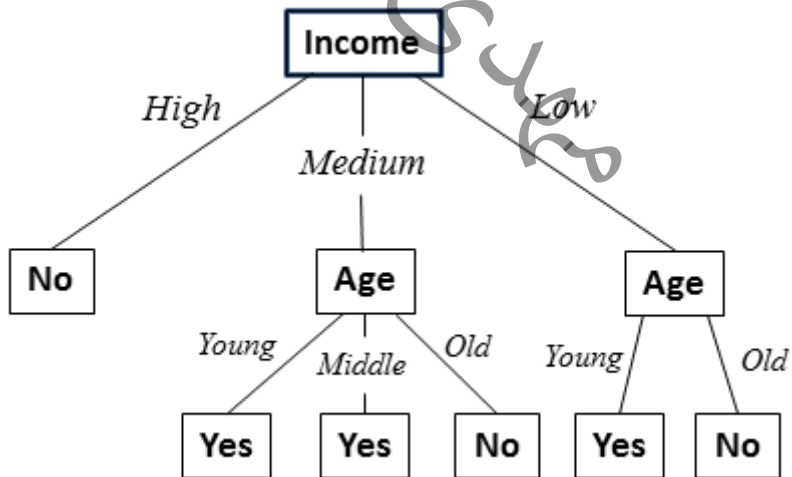 Income
High
Low
Medium
No
Age
Age
Young
Middle
Old
Young
Old
Yes
Yes
No
Yes
No